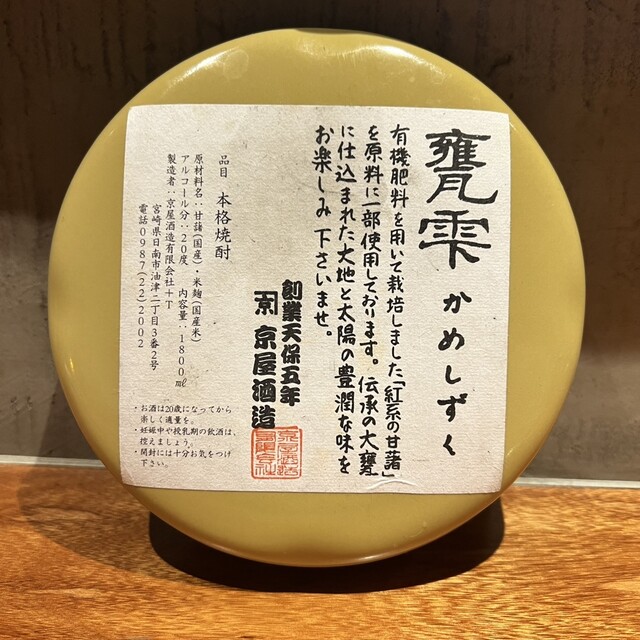 甕雫
かめしずく
有機肥料を用いて栽培しました「紅系の甘藷」
を原料に一部使用しております。伝承の大甕
に仕込まれた大地と太陽の豊潤な味を
お楽しみ下さいませ。
創業天保五年
京屋酒造
品目 本格焼酎
原材料名:甘藷(国産)・米麹(国産米)
アルコール分:20度 内容量:1800ml
製造者:京屋酒造有限会社+T
宮崎県日南市油津二丁目3番2号
電話0987(22)2002
・お酒は20歳になってから
楽しく適量を。
・妊娠中や授乳期の飲酒は、
控えましょう。
・開封には十分お気をつけ
下さい。